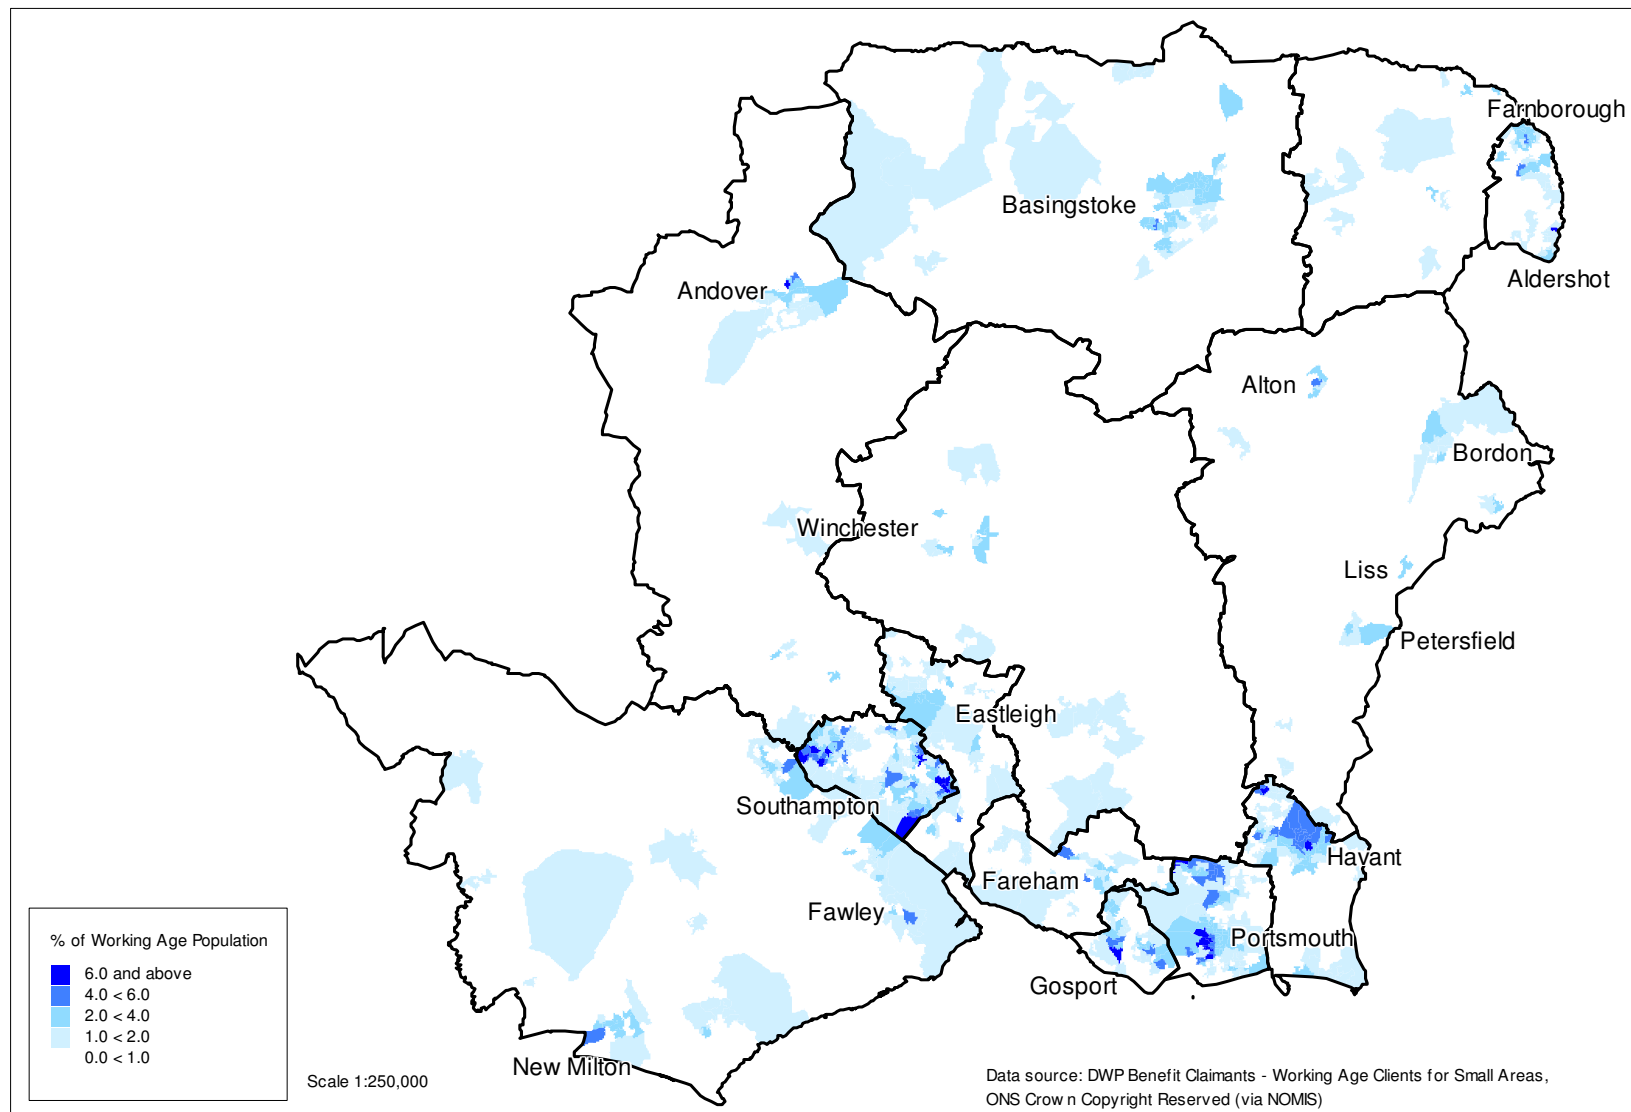 Farnborough
Basingstoke
Aldershot
Andover
Alton
Bordon
Winchester
Liss
Petersfield
Eastleigh
Southampton
Havant
Fareham
Fawley
Portsmouth
Gosport
New Milton
% of Working Age Population
6.0 and above
4.0 < 6.0
2.0 < 4.0
1.0 < 2.0
0.0 < 1.0
Scale 1:250,000
Data source: DWP Benefit Claimants - Working Age Clients for Small Areas,
ONS Crown Copyright Reserved (via NOMIS)